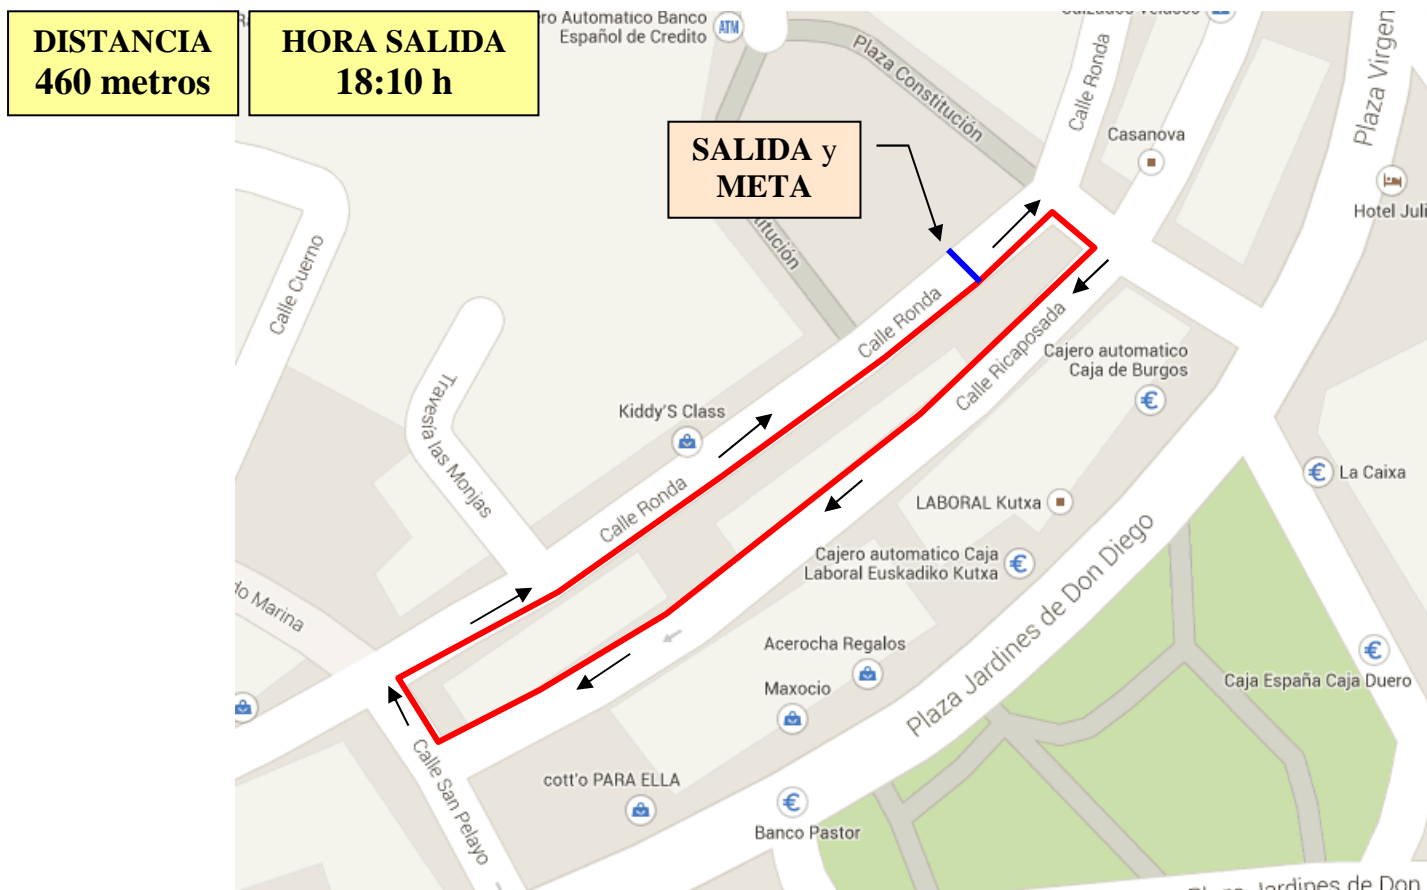 DISTANCIA
460 metros
HORA SALIDA
18:10 h
Automatico Banco
Español de Credito
ATM
Plaza Constitución
Calle Ronda
Plaza Virgen
Casanova
Hotel Juli
SALIDA y
META
Calle Cuerno
Calle Ronda
Calle Ricaposada
Cajero automatico
Caja de Burgos
Travesía las Monjas
Kiddy'S Class
La Caixa
Calle Ronda
LABORAL Kutxa
Cajero automatico Caja
Laboral Euskadiko Kutxa
Plaza Jardines de Don Diego
do Marina
Acerocha Regalos
Maxocio
Caja España Caja Duero
Calle San Pelayo
cott'o PARA ELLA
Banco Pastor
Jardines de Don